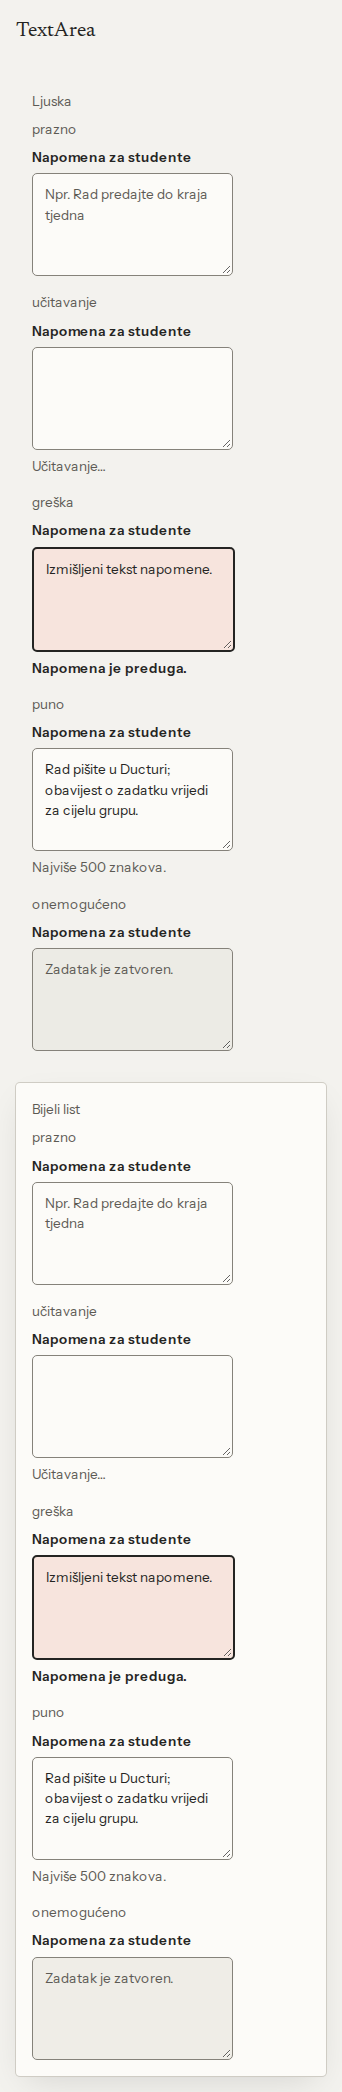 TextArea
Ljuska
prazno
Napomena za studente
Npr. Rad predajte do kraja
tjedna
učitavanje
Napomena za studente
Učitavanje…
greška
Napomena za studente
Izmišljeni tekst napomene.
Napomena je preduga.
puno
Napomena za studente
Rad pišite u Ducturi;
obavijest o zadatku vrijedi
za cijelu grupu.
Najviše 500 znakova.
onemogućeno
Napomena za studente
Zadatak je zatvoren.
Bijeli list
prazno
Napomena za studente
Npr. Rad predajte do kraja
tjedna
učitavanje
Napomena za studente
Učitavanje…
greška
Napomena za studente
Izmišljeni tekst napomene.
Napomena je preduga.
puno
Napomena za studente
Rad pišite u Ducturi;
obavijest o zadatku vrijedi
za cijelu grupu.
Najviše 500 znakova.
onemogućeno
Napomena za studente
Zadatak je zatvoren.